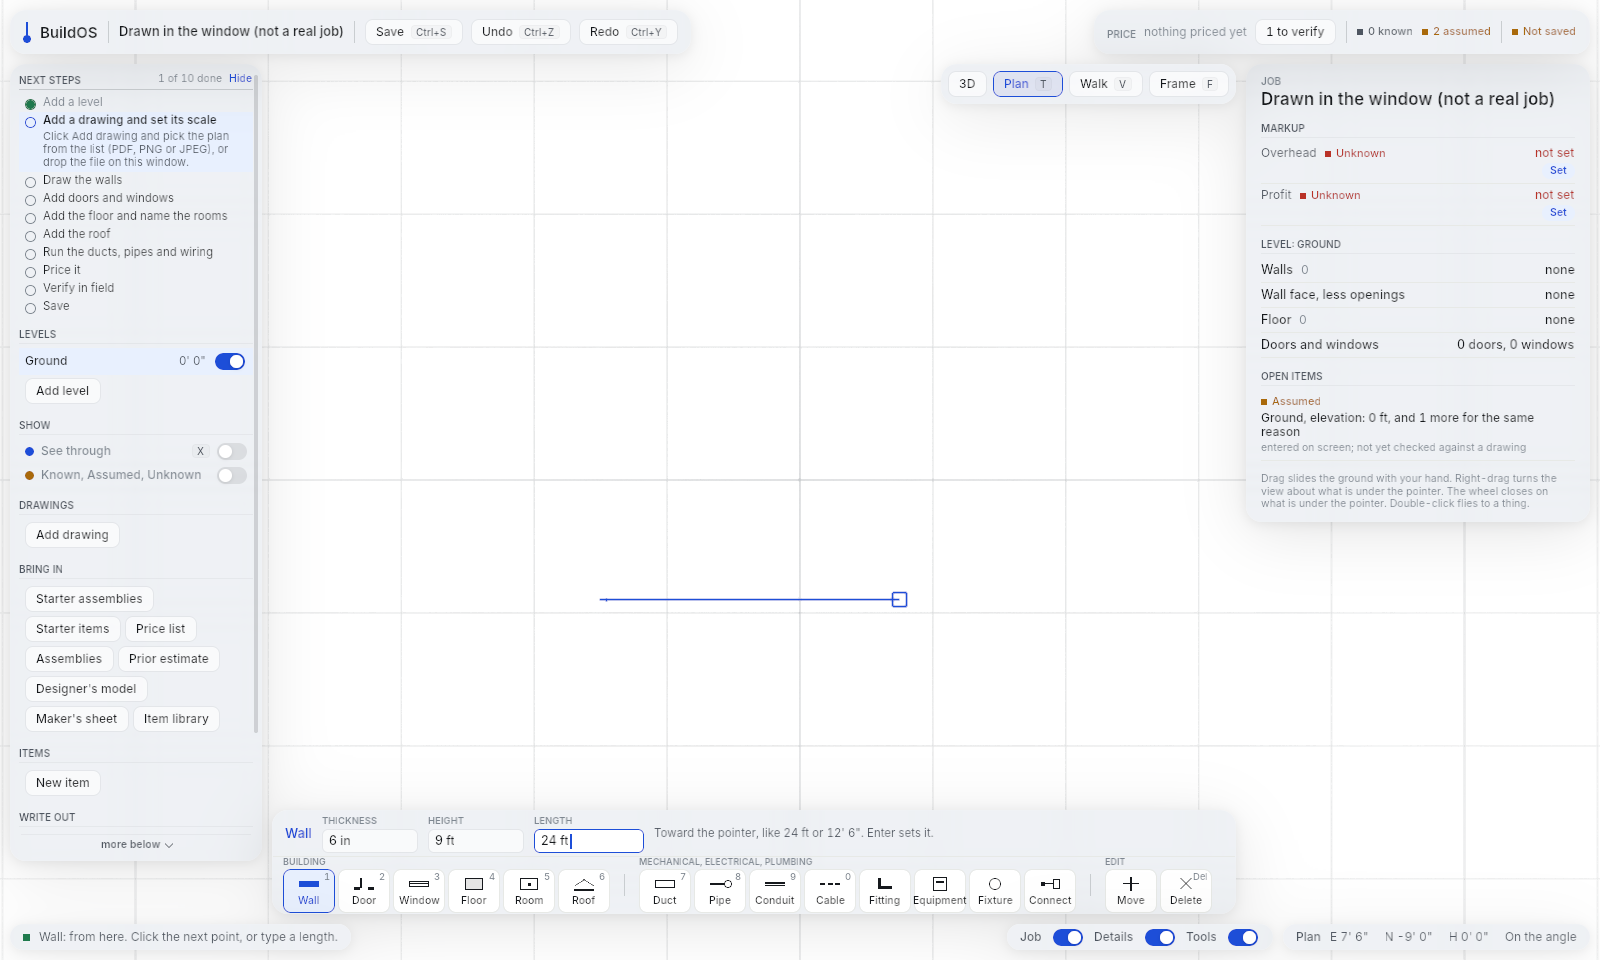 BuildOS
Drawn in the window (not a real job)
Save Ctrl+S
Undo Ctrl+Z
Redo Ctrl+Y
PRICE nothing priced yet
1 to verify
0 known
2 assumed
Not saved
NEXT STEPS 1 of 10 done Hide
Add a level
Add a drawing and set its scale
Click Add drawing and pick the plan
from the list (PDF, PNG or JPEG), or
drop the file on this window.
Draw the walls
Add doors and windows
Add the floor and name the rooms
Add the roof
Run the ducts, pipes and wiring
Price it
Verify in field
Save
LEVELS
Ground 0' 0"
Add level
SHOW
See through X
Known, Assumed, Unknown
DRAWINGS
Add drawing
BRING IN
Starter assemblies
Starter items Price list
Assemblies Prior estimate
Designer's model
Maker's sheet Item library
ITEMS
New item
WRITE OUT
more below
3D
Plan T
Walk V
Frame F
JOB
Drawn in the window (not a real job)
MARKUP
Overhead Unknown not set
Set
Profit Unknown not set
Set
LEVEL: GROUND
Walls 0 none
Wall face, less openings none
Floor 0 none
Doors and windows 0 doors, 0 windows
OPEN ITEMS
Assumed
Ground, elevation: 0 ft, and 1 more for the same
reason
entered on screen; not yet checked against a drawing
Drag slides the ground with your hand. Right-drag turns the
view about what is under the pointer. The wheel closes on
what is under the pointer. Double-click flies to a thing.
Wall
THICKNESS
6 in
HEIGHT
9 ft
LENGTH
24 ft
Toward the pointer, like 24 ft or 12' 6". Enter sets it.
BUILDING
Wall 1
Door 2
Window 3
Floor 4
Room 5
Roof 6
MECHANICAL, ELECTRICAL, PLUMBING
Duct 7
Pipe 8
Conduit 9
Cable 0
Fitting
Equipment
Fixture
Connect
EDIT
Move
Delete Del
Wall: from here. Click the next point, or type a length.
Job
Details
Tools
Plan E 7' 6" N -9' 0" H 0' 0" On the angle